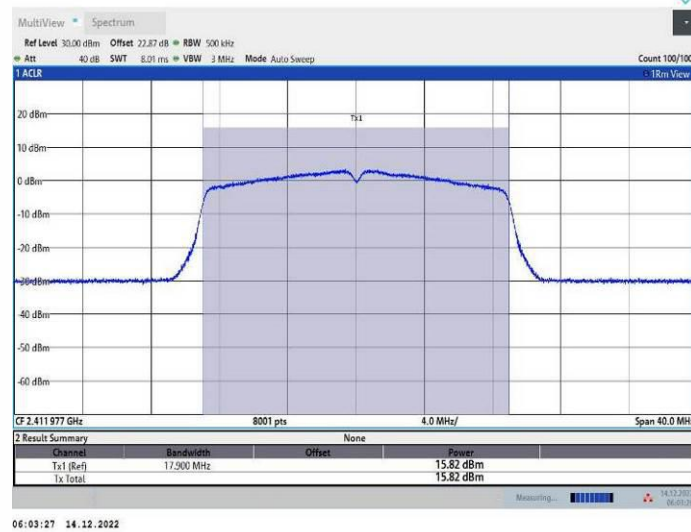 MultiView Spectrum
Ref Level 30.00 dBm Offset 22.87 dB RBW 500 kHz
Att 40 dB SWT 8.01 ms VBW 3 MHz Mode Auto Sweep Count 100/100
1 ACLR 1Rm View
Tx1
20 dBm
10 dBm
0 dBm
-10 dBm
-20 dBm
-30 dBm
-40 dBm
-50 dBm
-60 dBm
CF 2.411977 GHz 8001 pts 4.0 MHz/ Span 40.0 MHz
2 Result Summary None
Channel Bandwidth Offset Power
Tx1 (Ref) 17.900 MHz 15.82 dBm
Tx Total 15.82 dBm
Measuring...
06:03:27 14.12.2022